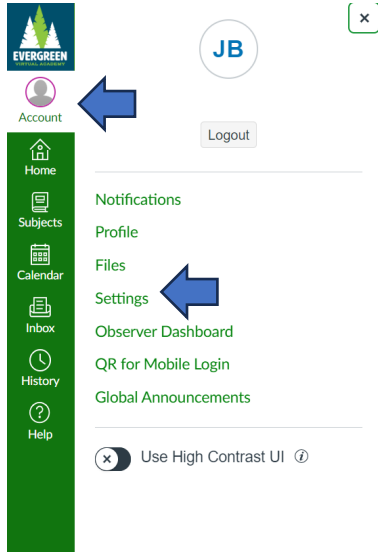 EVERGREEN
VIRTUAL ACADEMY
Account
Home
Subjects
Calendar
Inbox
History
Help
JB
Logout
Notifications
Profile
Files
Settings
Observer Dashboard
QR for Mobile Login
Global Announcements
Use High Contrast UI